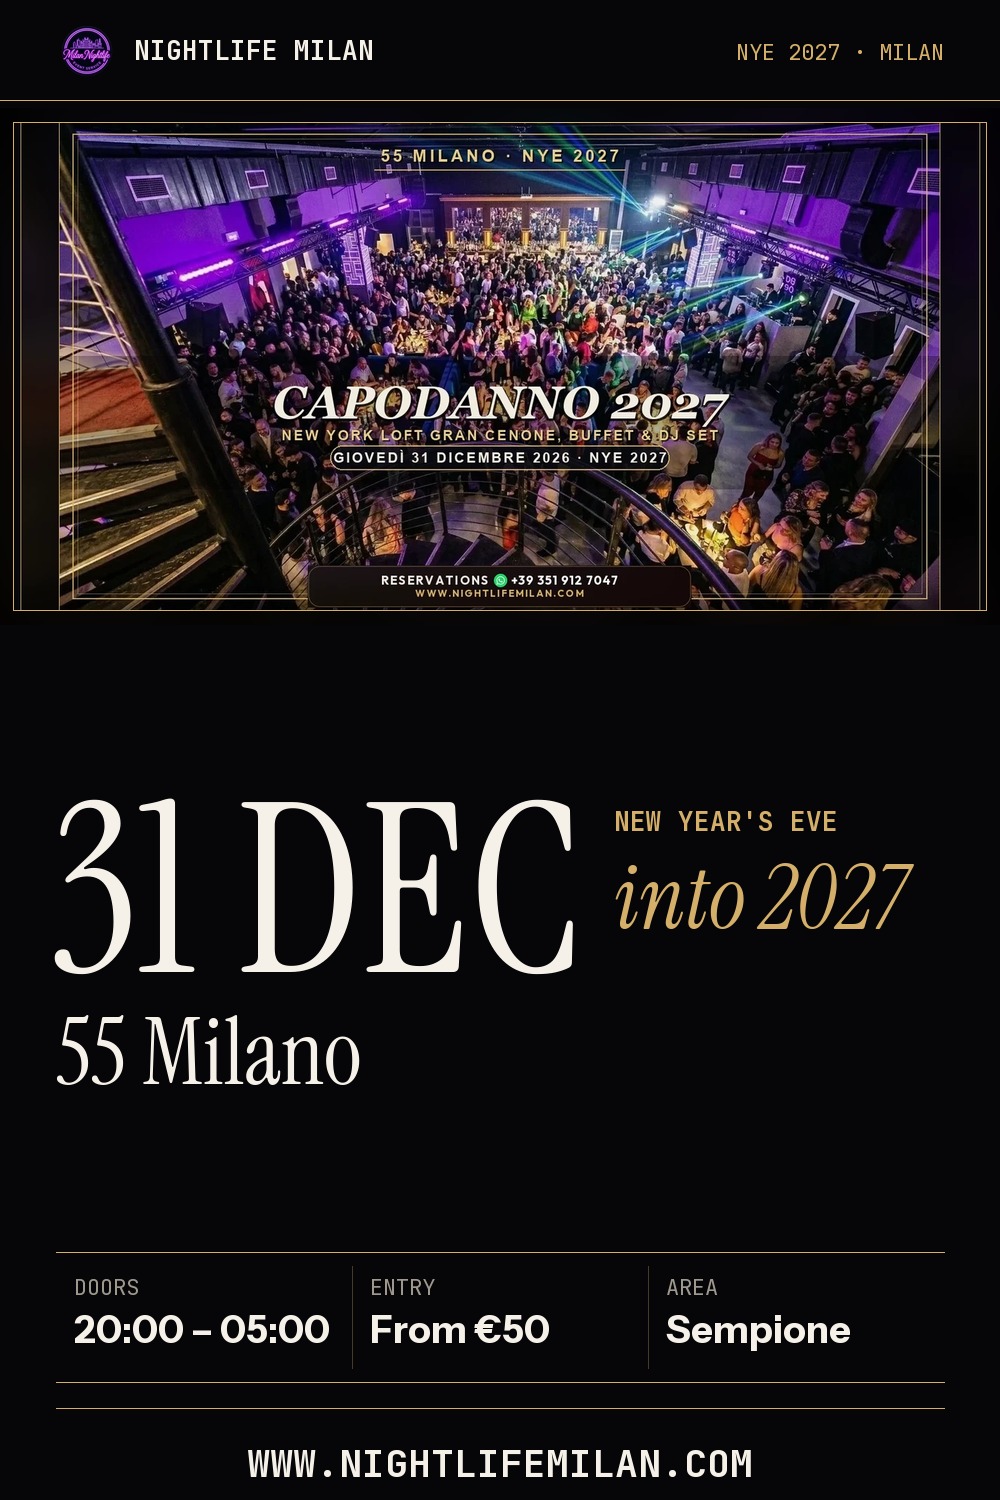 Milan Nightlife
NIGHTLIFE MILAN
NYE 2027 · MILAN
55 MILANO · NYE 2027
CAPODANNO 2027
NEW YORK LOFT GRAN CENONE, BUFFET & DJ SET
GIOVEDÌ 31 DICEMBRE 2026 · NYE 2027
RESERVATIONS +39 351 912 7047
WWW.NIGHTLIFEMILAN.COM
31 DEC
NEW YEAR'S EVE
into 2027
55 Milano
DOORS
20:00 – 05:00
ENTRY
From €50
AREA
Sempione
WWW.NIGHTLIFEMILAN.COM